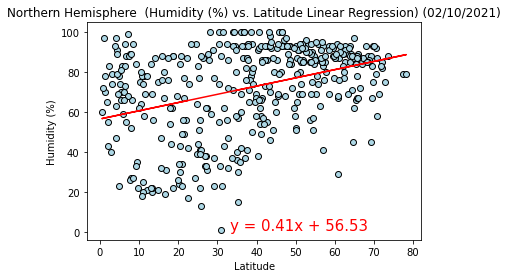 Northern Hemisphere  (Humidity (%) vs. Latitude Linear Regression) (02/10/2021)
100
80
60
40
20
0
Humidity (%)
y = 0.41x + 56.53
0 10 20 30 40 50 60 70 80
Latitude